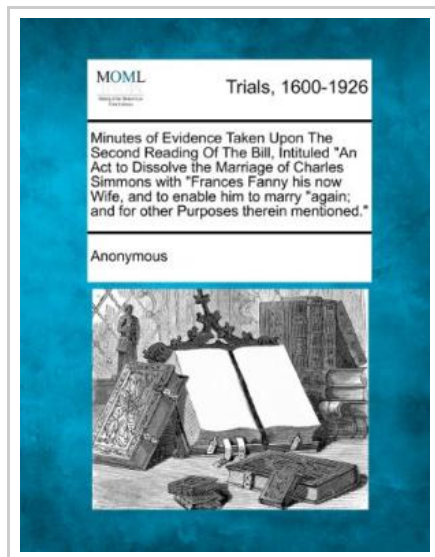 MOML
Trials, 1600-1926
Minutes of Evidence Taken Upon The
Second Reading Of The Bill, Intituled "An
Act to Dissolve the Marriage of Charles
Simmons with "Frances Fanny his now
Wife, and to enable him to marry "again;
and for other Purposes therein mentioned."
Anonymous